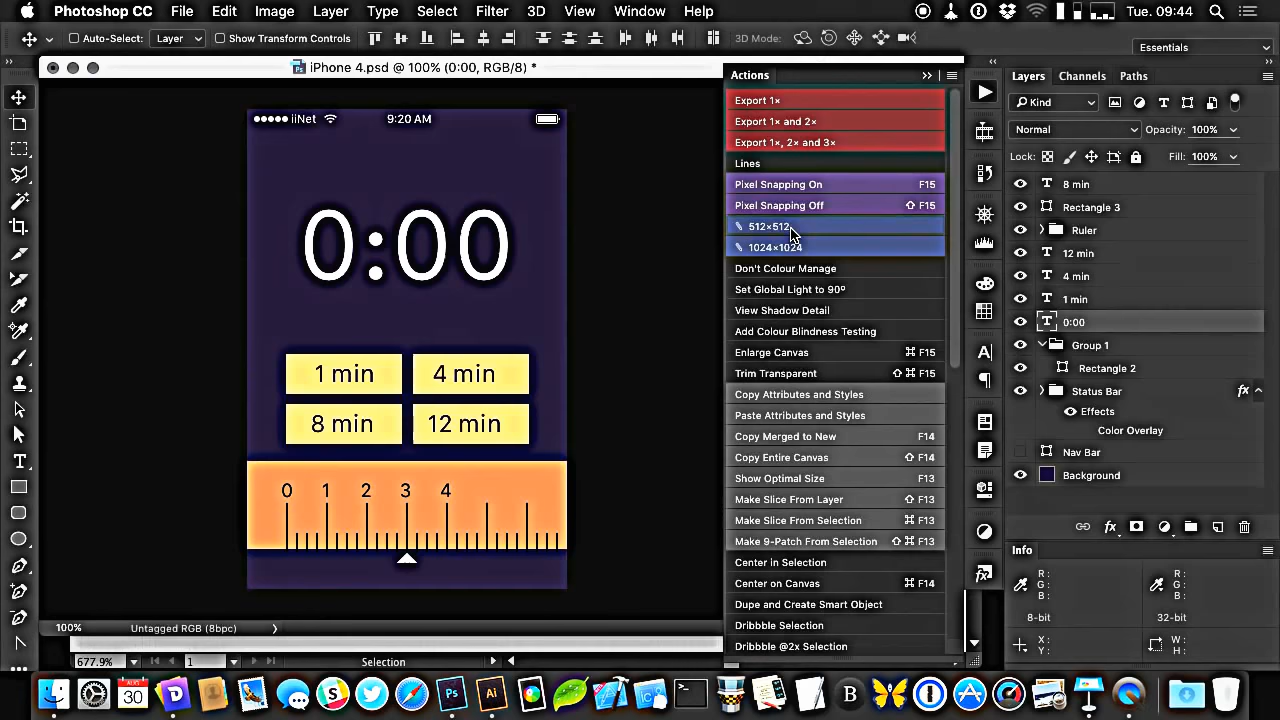 Photoshop CC File Edit Image Layer Type Select Filter 3D View Window Help Tue. 09:44
Auto-Select: Layer Show Transform Controls 3D Mode: Essentials
iPhone 4.psd @ 100% (0:00, RGB/8) *
iiNet 9:20 AM
0:00
1 min 4 min
8 min 12 min
0 1 2 3 4
100% Untagged RGB (8bpc)
677.9% 1 Selection
Actions
Export 1×
Export 1× and 2×
Export 1×, 2× and 3×
Lines
Pixel Snapping On F15
Pixel Snapping Off ⇧ F15
512×512
1024×1024
Don't Colour Manage
Set Global Light to 90º
View Shadow Detail
Add Colour Blindness Testing
Enlarge Canvas ⌘ F15
Trim Transparent ⇧ ⌘ F15
Copy Attributes and Styles
Paste Attributes and Styles
Copy Merged to New F14
Copy Entire Canvas ⇧ F14
Show Optimal Size F13
Make Slice From Layer ⇧ F13
Make Slice From Selection ⌘ F13
Make 9-Patch From Selection ⇧ ⌘ F13
Center in Selection
Center on Canvas ⌘ F14
Dupe and Create Smart Object
Dribbble Selection
Dribbble @2x Selection
Layers Channels Paths
Kind
Normal Opacity: 100%
Lock: Fill: 100%
8 min
Rectangle 3
Ruler
12 min
4 min
1 min
0:00
Group 1
Rectangle 2
Status Bar fx
Effects
Color Overlay
Nav Bar
Background
fx
Info
R: R:
G: G:
B: B:
8-bit 32-bit
X: W:
Y: H:
AUG
30
Ps Ai B